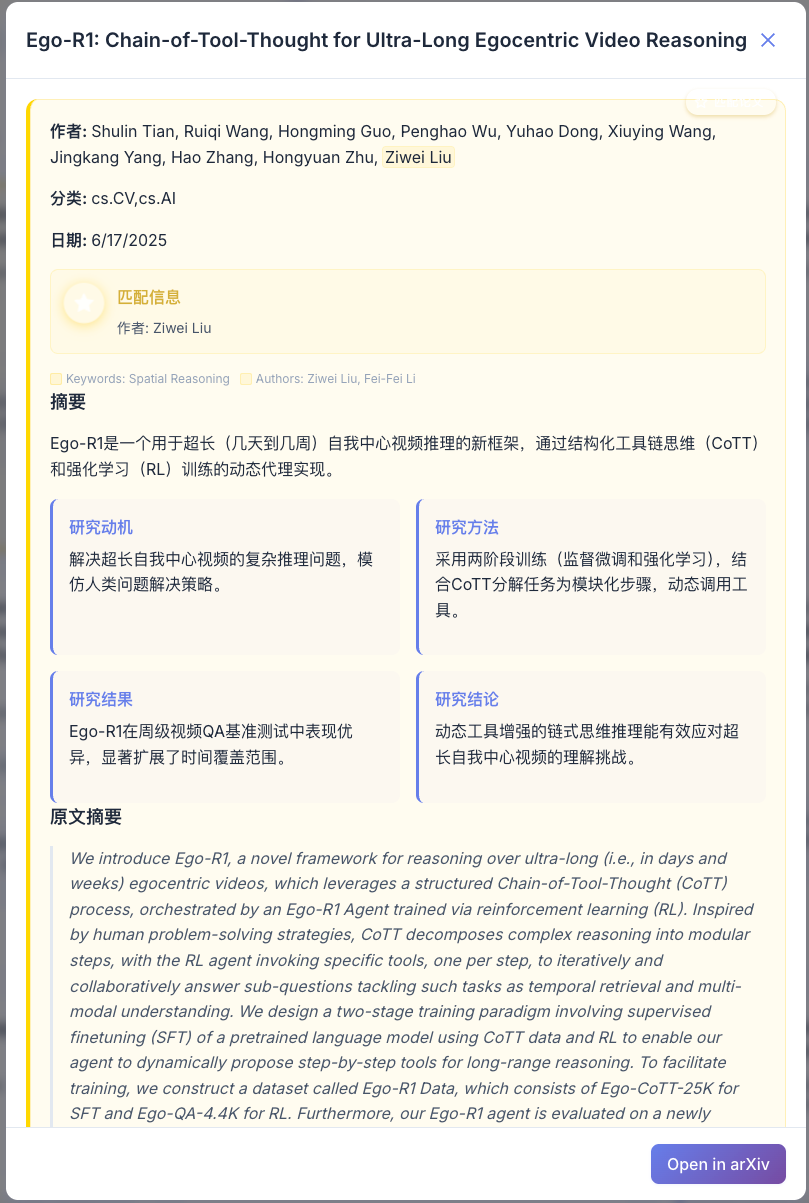 Ego-R1: Chain-of-Tool-Thought for Ultra-Long Egocentric Video Reasoning
作者: Shulin Tian, Ruiqi Wang, Hongming Guo, Penghao Wu, Yuhao Dong, Xiuying Wang,
Jingkang Yang, Hao Zhang, Hongyuan Zhu, Ziwei Liu
分类: cs.CV,cs.AI
日期: 6/17/2025
匹配信息
作者: Ziwei Liu
Keywords: Spatial Reasoning Authors: Ziwei Liu, Fei-Fei Li
摘要
Ego-R1是一个用于超长（几天到几周）自我中心视频推理的新框架，通过结构化工具链思维（CoTT）
和强化学习（RL）训练的动态代理实现。
研究动机
解决超长自我中心视频的复杂推理问题，模
仿人类问题解决策略。
研究方法
采用两阶段训练（监督微调和强化学习），结
合CoTT分解任务为模块化步骤，动态调用工
具。
研究结果
Ego-R1在周级视频QA基准测试中表现优
异，显著扩展了时间覆盖范围。
研究结论
动态工具增强的链式思维推理能有效应对超
长自我中心视频的理解挑战。
原文摘要
We introduce Ego-R1, a novel framework for reasoning over ultra-long (i.e., in days and
weeks) egocentric videos, which leverages a structured Chain-of-Tool-Thought (CoTT)
process, orchestrated by an Ego-R1 Agent trained via reinforcement learning (RL). Inspired
by human problem-solving strategies, CoTT decomposes complex reasoning into modular
steps, with the RL agent invoking specific tools, one per step, to iteratively and
collaboratively answer sub-questions tackling such tasks as temporal retrieval and multi-
modal understanding. We design a two-stage training paradigm involving supervised
finetuning (SFT) of a pretrained language model using CoTT data and RL to enable our
agent to dynamically propose step-by-step tools for long-range reasoning. To facilitate
training, we construct a dataset called Ego-R1 Data, which consists of Ego-CoTT-25K for
SFT and Ego-QA-4.4K for RL. Furthermore, our Ego-R1 agent is evaluated on a newly
Open in arXiv